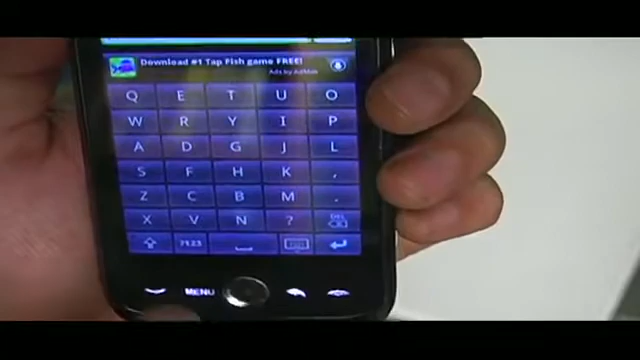 Download #1 Tap Fish game FREE!
Ads by AdMob
Q E T U O
W R Y I P
A D G J L
S F H K ,
Z C B M .
X V N ? DEL
?123
MENU